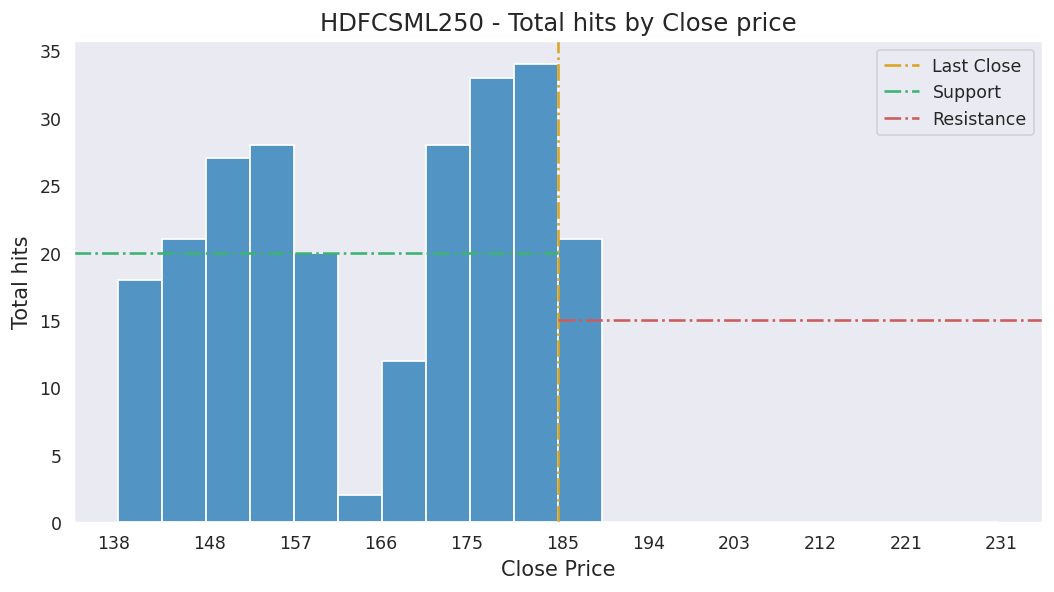 HDFCSML250 - Total hits by Close price
35
30
25
20
15
10
5
0
Total hits
Last Close
Support
Resistance
138 148 157 166 175 185 194 203 212 221 231
Close Price